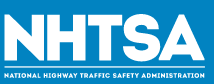 NHTSA
NATIONAL HIGHWAY TRAFFIC SAFETY ADMINISTRATION